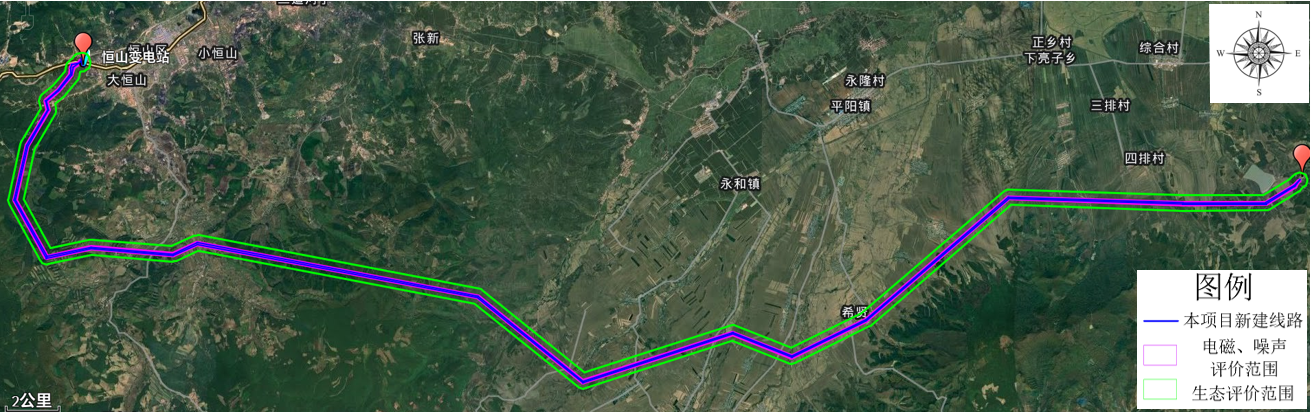 张新
小恒山
恒山区
恒山变电站
大恒山
正乡村
下亮子乡
综合村
永隆村
平阳镇
三排村
四排村
永和镇
希贤
N
W
E
S
图例
本项目新建线路
电磁、噪声
评价范围
生态评价范围
2公里